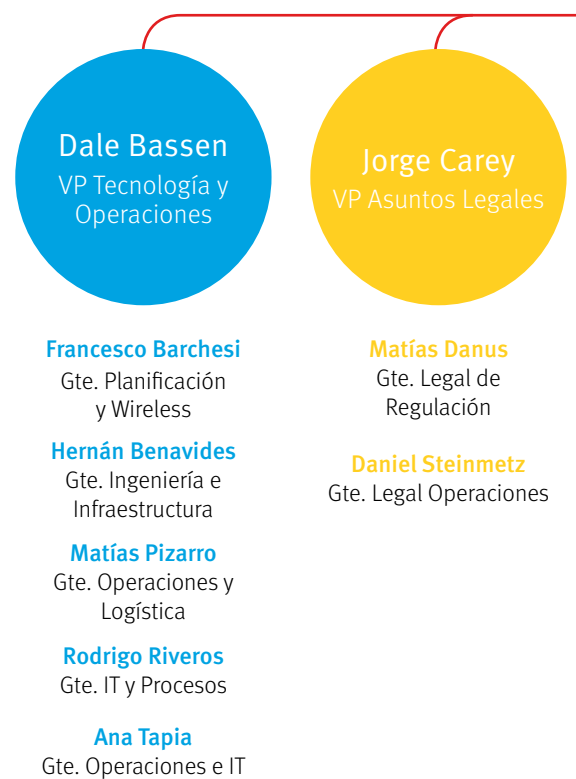 Dale Bassen
VP Tecnología y
Operaciones
Francesco Barchesi
Gte. Planificación
y Wireless
Hernán Benavides
Gte. Ingeniería e
Infraestructura
Matías Pizarro
Gte. Operaciones y
Logística
Rodrigo Riveros
Gte. IT y Procesos
Ana Tapia
Gte. Operaciones e IT
Jorge Carey
VP Asuntos Legales
Matías Danus
Gte. Legal de
Regulación
Daniel Steinmetz
Gte. Legal Operaciones